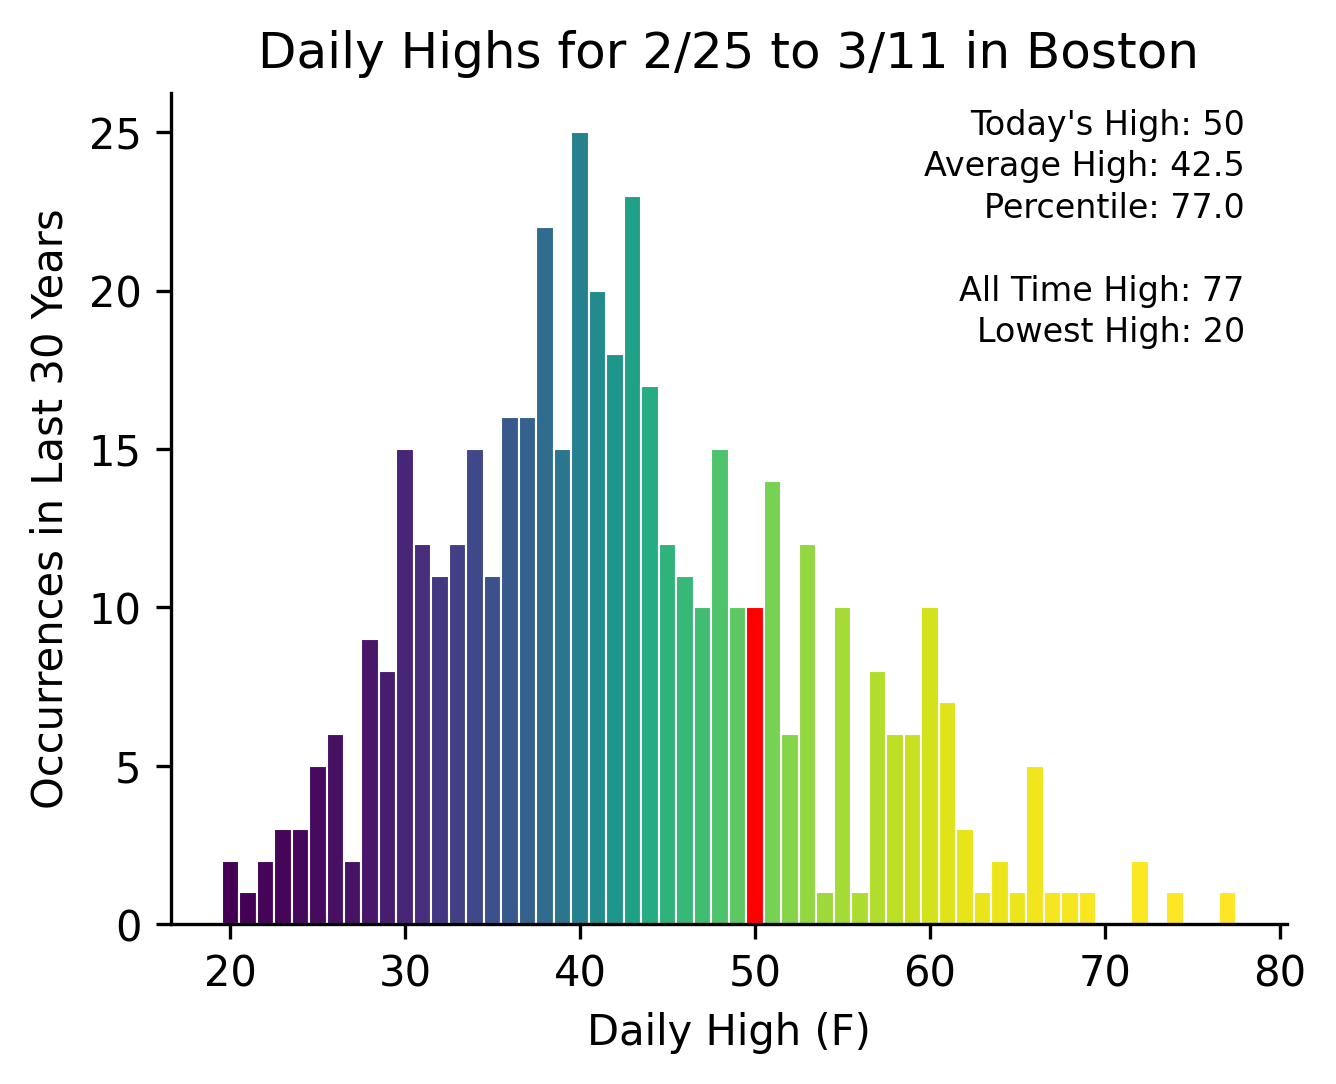 Daily Highs for 2/25 to 3/11 in Boston
Today's High: 50
Average High: 42.5
Percentile: 77.0
All Time High: 77
Lowest High: 20
Occurrences in Last 30 Years
25
20
15
10
5
0
20 30 40 50 60 70 80
Daily High (F)